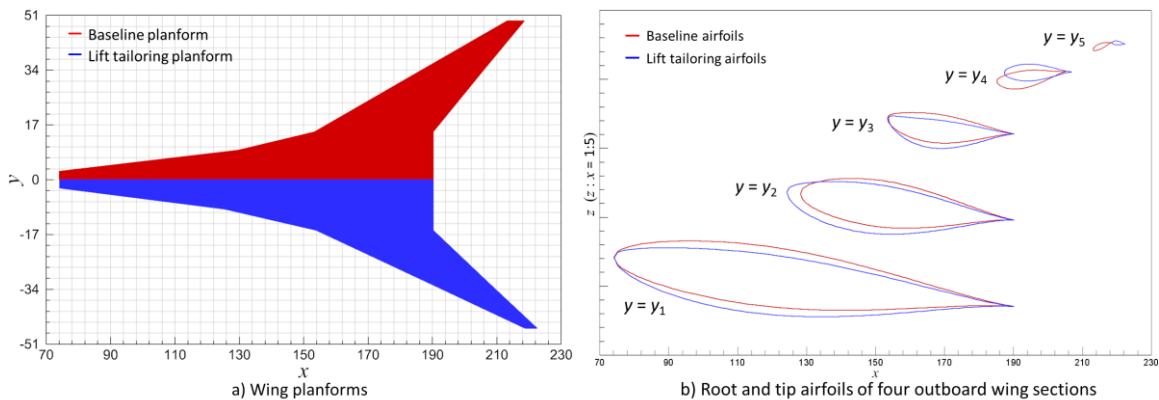 51
34
17
0
-17
-34
-51
y
Baseline planform
Lift tailoring planform
70 90 110 130 150 170 190 210 230
x
a) Wing planforms
Baseline airfoils
Lift tailoring airfoils
y = y5
y = y4
y = y3
y = y2
y = y1
z (z : x = 1:5)
70 90 110 130 150 170 190 210 230
x
b) Root and tip airfoils of four outboard wing sections